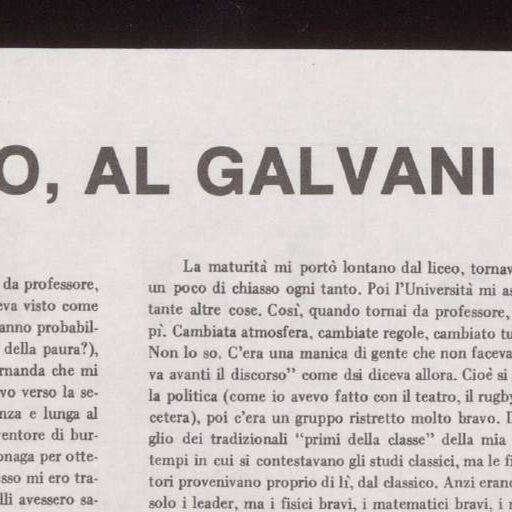 O, AL GALVANI
da professore,
eva visto come
anno probabil-
della paura?),
ernanda che mi
vo verso la se-
nza e lunga al
entore di bur-
onaga per otte-
sso mi ero tra-
lli avessero sa-
La maturità mi portò lontano dal liceo, tornav
un poco di chiasso ogni tanto. Poi l'Università mi as
tante altre cose. Così, quando tornai da professore,
pì. Cambiata atmosfera, cambiate regole, cambiato tu
Non lo so. C'era una manica di gente che non faceva
va avanti il discorso" come dsi diceva allora. Cioè si
la politica (come io avevo fatto con il teatro, il rugby
cetera), poi c'era un gruppo ristretto molto bravo. D
glio dei tradizionali "primi della classe" della mia
tempi in cui si contestavano gli studi classici, ma le fi
tori provenivano proprio di lì, dal classico. Anzi eran
solo i leader, ma i fisici bravi, i matematici bravi, i